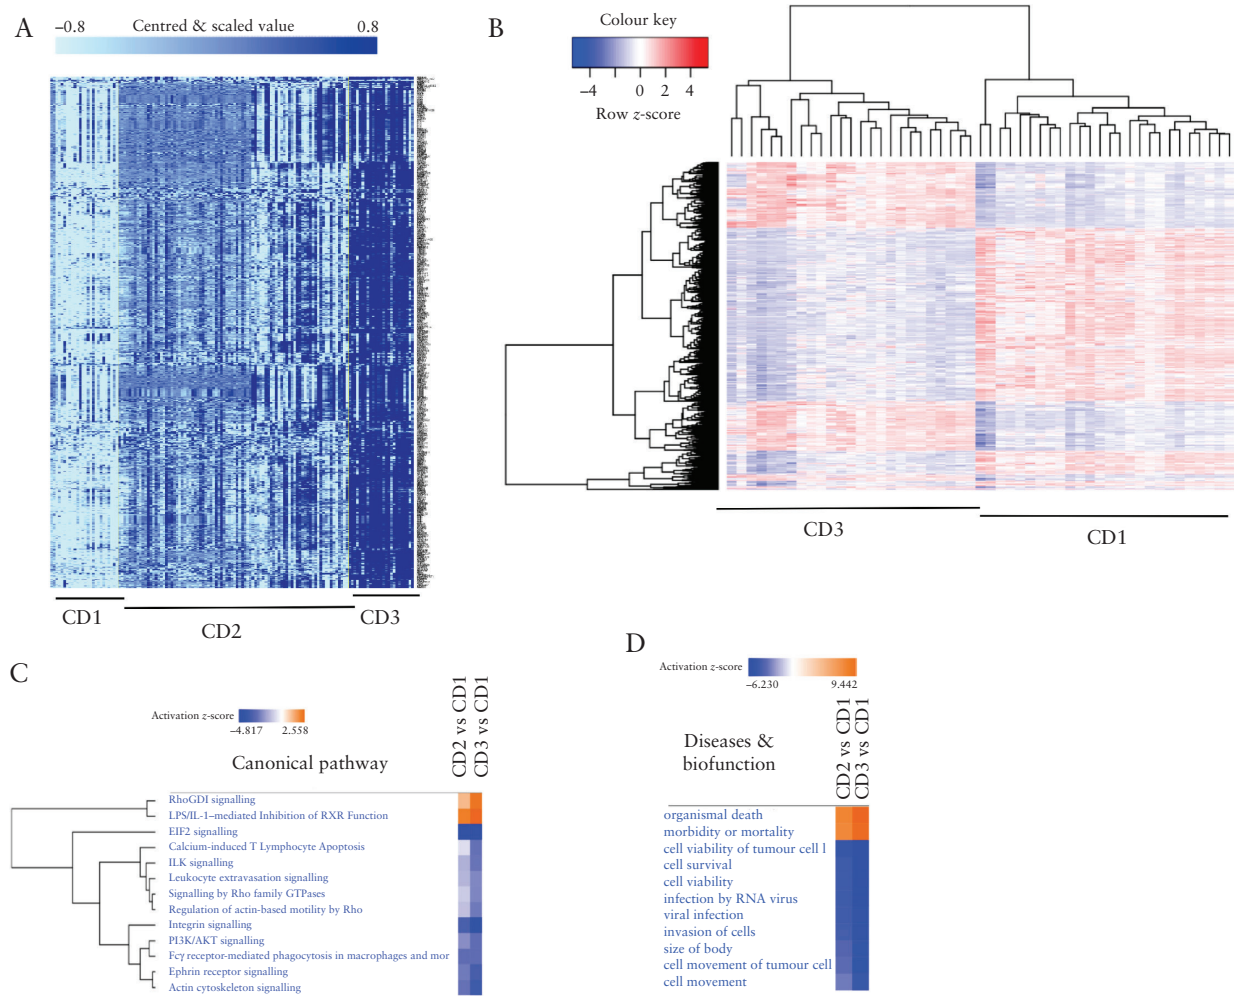 A
Centred & scaled value
−0.8
0.8
CD1
CD2
CD3
B
Colour key
−4
0
2
4
Row z-score
CD3
CD1
C
Activation z-score
−4.817
2.558
Canonical pathway
CD2 vs CD1
CD3 vs CD1
RhoGDI signalling
LPS/IL-1–mediated Inhibition of RXR Function
EIF2 signalling
Calcium-induced T Lymphocyte Apoptosis
ILK signalling
Leukocyte extravasation signalling
Signalling by Rho family GTPases
Regulation of actin-based motility by Rho
Integrin signalling
PI3K/AKT signalling
Fcγ receptor-mediated phagocytosis in macrophages and mor
Ephrin receptor signalling
Actin cytoskeleton signalling
D
Activation z-score
−6.230
9.442
Diseases &
biofunction
CD2 vs CD1
CD3 vs CD1
organismal death
morbidity or mortality
cell viability of tumour cell l
cell survival
cell viability
infection by RNA virus
viral infection
invasion of cells
size of body
cell movement of tumour cell
cell movement